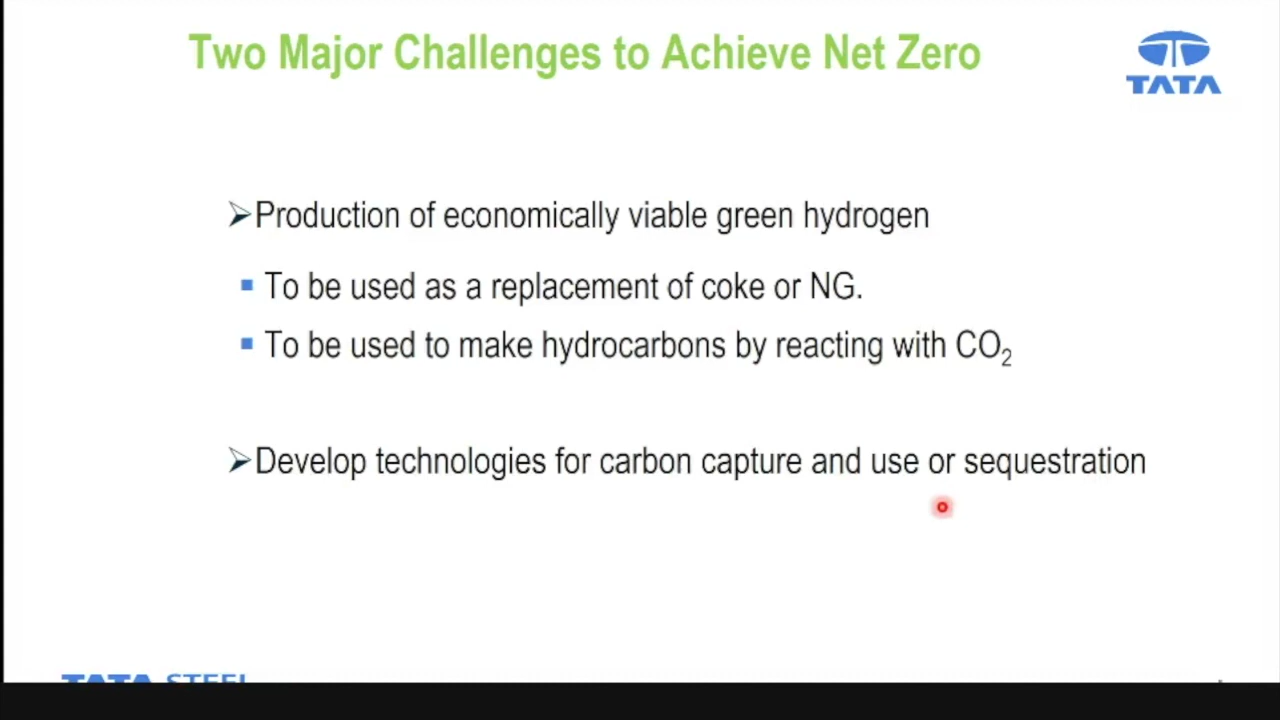 Two Major Challenges to Achieve Net Zero
TATA
➢Production of economically viable green hydrogen
▪ To be used as a replacement of coke or NG.
▪ To be used to make hydrocarbons by reacting with CO₂
➢Develop technologies for carbon capture and use or sequestration
TATA STEEL